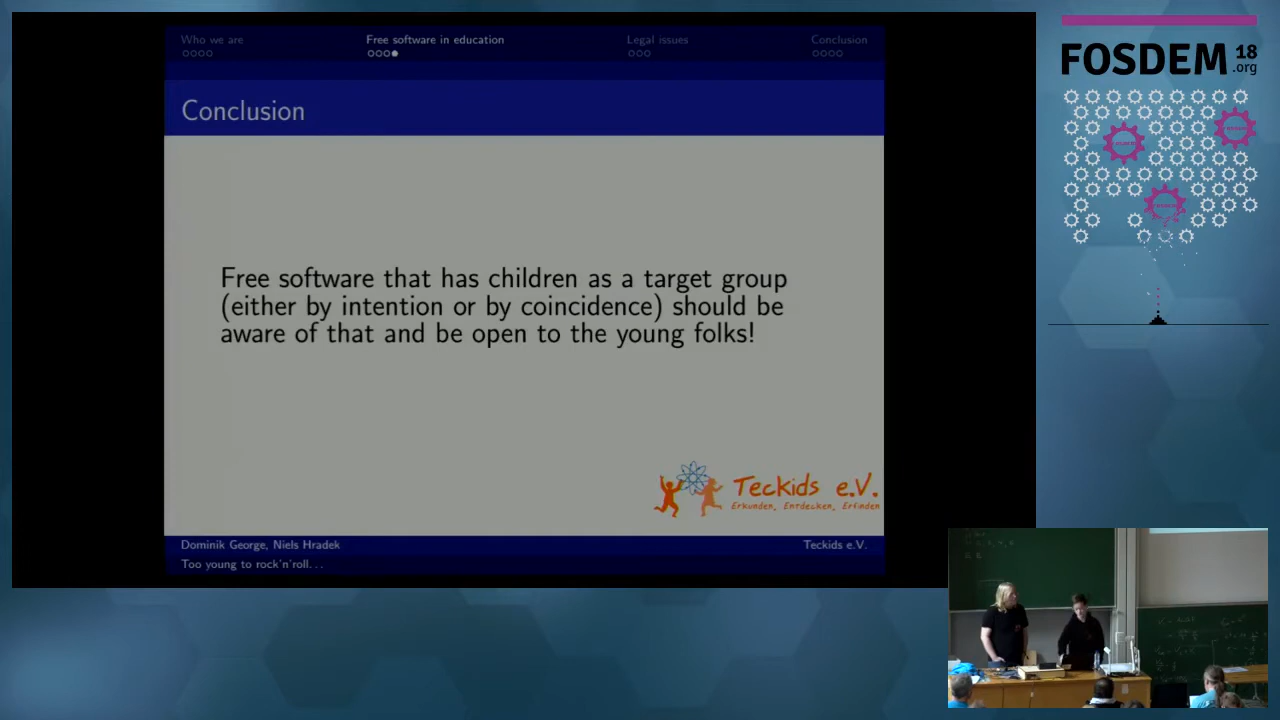 Who we are
Free software in education
Legal issues
Conclusion
Conclusion
Free software that has children as a target group
(either by intention or by coincidence) should be
aware of that and be open to the young folks!
Teckids e.V.
Erkunden, Entdecken, Erfinden
Dominik George, Niels Hradek
Teckids e.V.
Too young to rock'n'roll...
FOSDEM 18
.org